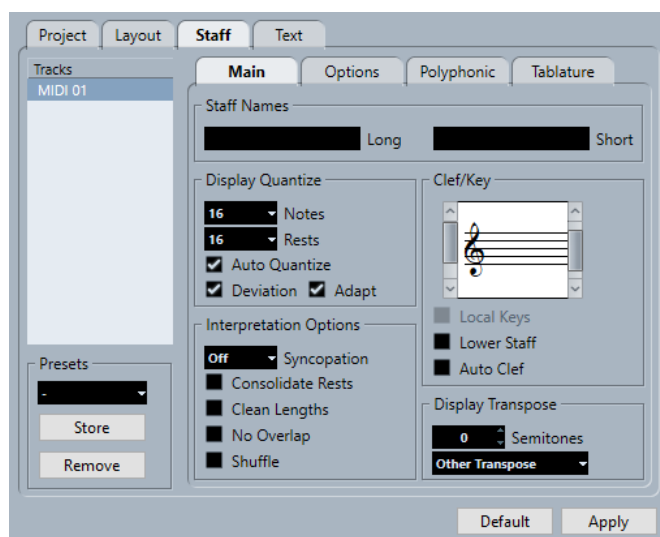 Project Layout Staff Text
Tracks
MIDI 01
Main Options Polyphonic Tablature
Staff Names
Long Short
Display Quantize
16 Notes
16 Rests
Auto Quantize
Deviation Adapt
Interpretation Options
Off Syncopation
Consolidate Rests
Clean Lengths
No Overlap
Shuffle
Clef/Key
Local Keys
Lower Staff
Auto Clef
Display Transpose
0 Semitones
Other Transpose
Presets
-
Store
Remove
Default Apply